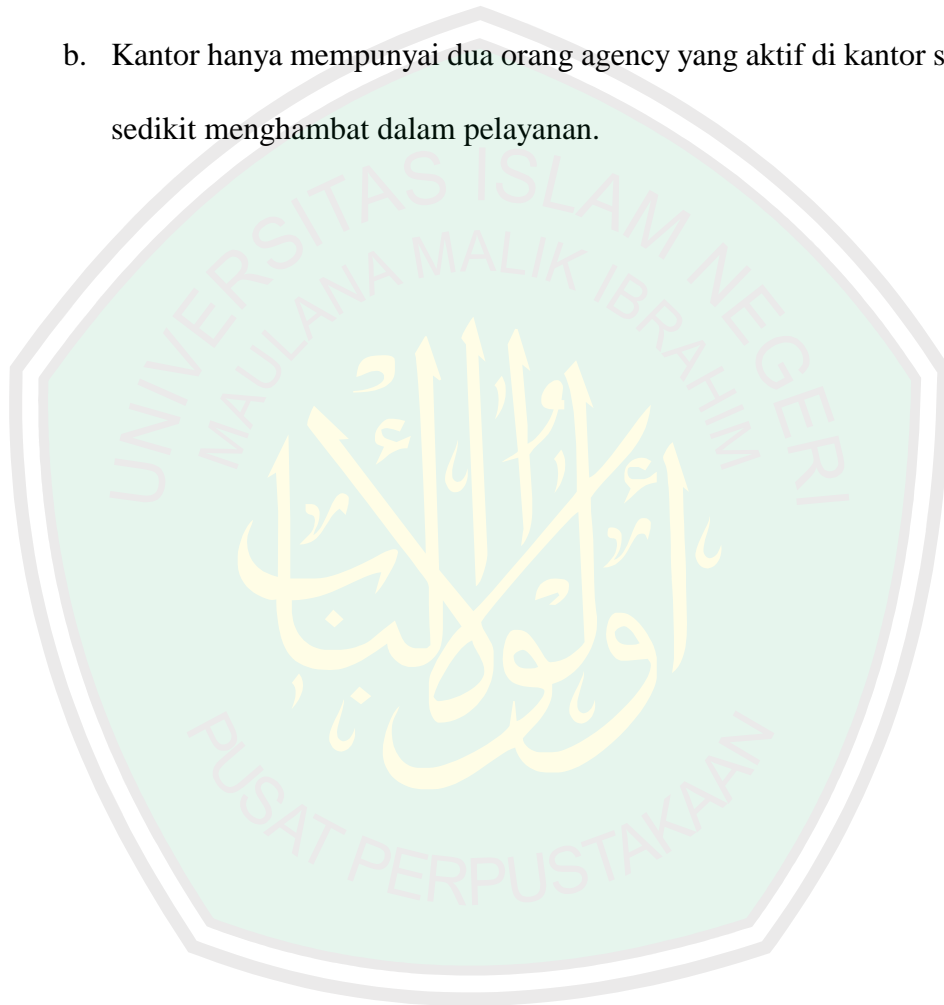 b. Kantor hanya mempunyai dua orang agency yang aktif di kantor s
sedikit menghambat dalam pelayanan.
UNIVERSITAS ISLAM NEGERI
MAULANA MALIK IBRAHIM
أولوا الألباب
PUSAT PERPUSTAKAAN